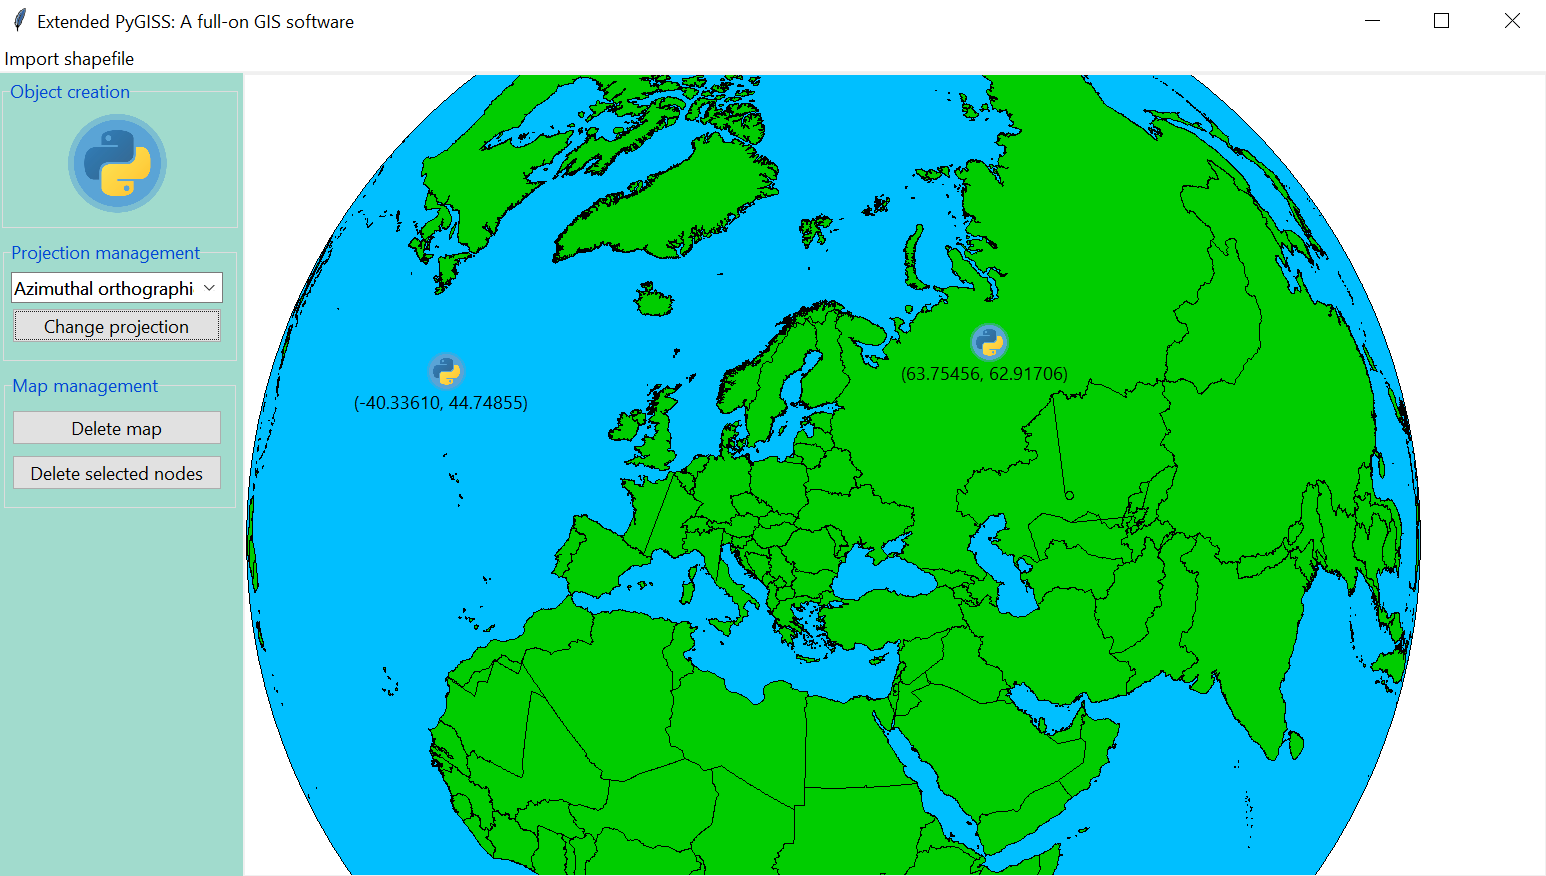 Extended PyGISS: A full-on GIS software
Import shapefile
Object creation
Projection management
Azimuthal orthographi
Change projection
Map management
Delete map
Delete selected nodes
(-40.33610, 44.74855)
(63.75456, 62.91706)